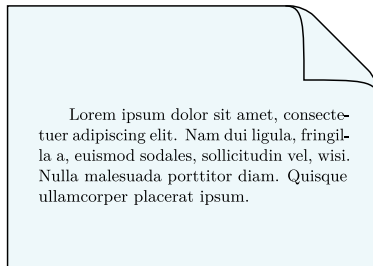 Lorem ipsum dolor sit amet, consecte-
tuer adipiscing elit. Nam dui ligula, fringil-
la a, euismod sodales, sollicitudin vel, wisi.
Nulla malesuada porttitor diam. Quisque
ullamcorper placerat ipsum.